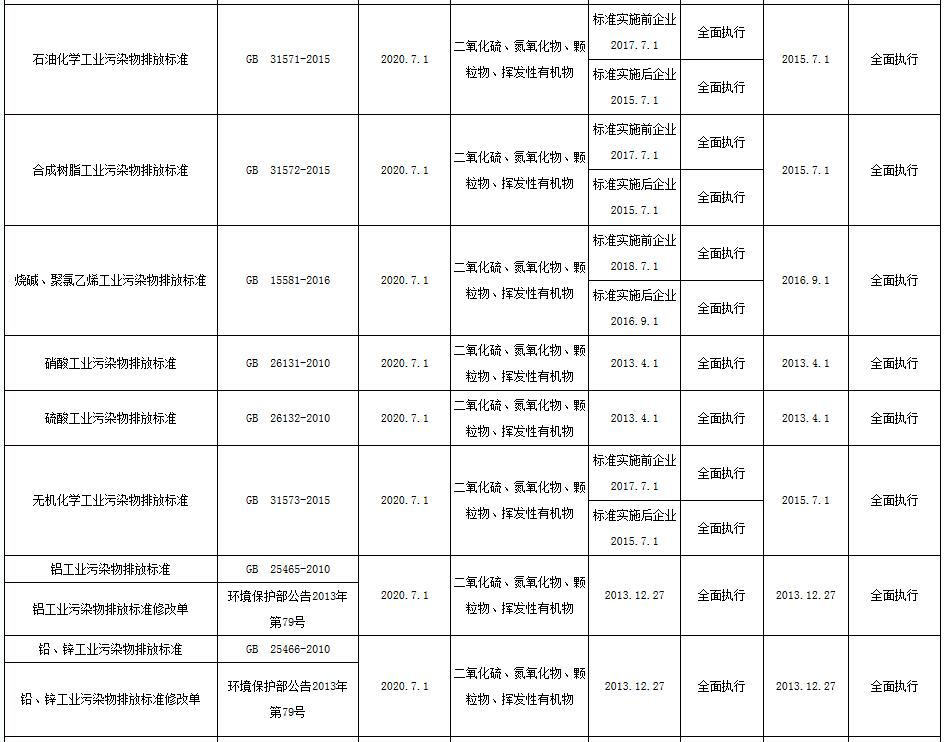 石油化学工业污染物排放标准
GB 31571-2015
2020.7.1
二氧化硫、氮氧化物、颗
粒物、挥发性有机物
标准实施前企业
2017.7.1
全面执行
标准实施后企业
2015.7.1
全面执行
2015.7.1
全面执行
合成树脂工业污染物排放标准
GB 31572-2015
2020.7.1
二氧化硫、氮氧化物、颗
粒物、挥发性有机物
标准实施前企业
2017.7.1
全面执行
标准实施后企业
2015.7.1
全面执行
2015.7.1
全面执行
烧碱、聚氯乙烯工业污染物排放标准
GB 15581-2016
2020.7.1
二氧化硫、氮氧化物、颗
粒物、挥发性有机物
标准实施前企业
2018.7.1
全面执行
标准实施后企业
2016.9.1
全面执行
2016.9.1
全面执行
硝酸工业污染物排放标准
GB 26131-2010
2020.7.1
二氧化硫、氮氧化物、颗
粒物、挥发性有机物
2013.4.1
全面执行
2013.4.1
全面执行
硫酸工业污染物排放标准
GB 26132-2010
2020.7.1
二氧化硫、氮氧化物、颗
粒物、挥发性有机物
2013.4.1
全面执行
2013.4.1
全面执行
无机化学工业污染物排放标准
GB 31573-2015
2020.7.1
二氧化硫、氮氧化物、颗
粒物、挥发性有机物
标准实施前企业
2017.7.1
全面执行
标准实施后企业
2015.7.1
全面执行
2015.7.1
全面执行
铝工业污染物排放标准
GB 25465-2010
铝工业污染物排放标准修改单
环境保护部公告2013年
第79号
2020.7.1
二氧化硫、氮氧化物、颗
粒物、挥发性有机物
2013.12.27
全面执行
2013.12.27
全面执行
铅、锌工业污染物排放标准
GB 25466-2010
铅、锌工业污染物排放标准修改单
环境保护部公告2013年
第79号
2020.7.1
二氧化硫、氮氧化物、颗
粒物、挥发性有机物
2013.12.27
全面执行
2013.12.27
全面执行